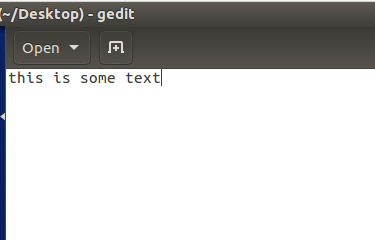 (~/Desktop) - gedit
Open
this is some text